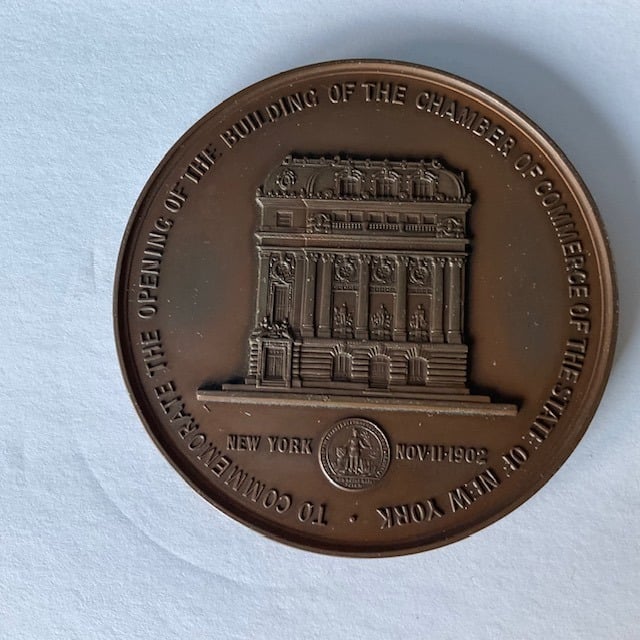 TO COMMEMORATE THE OPENING OF THE BUILDING OF THE CHAMBER OF COMMERCE OF THE STATE OF NEW YORK ·
NEW YORK NOV·11·1902